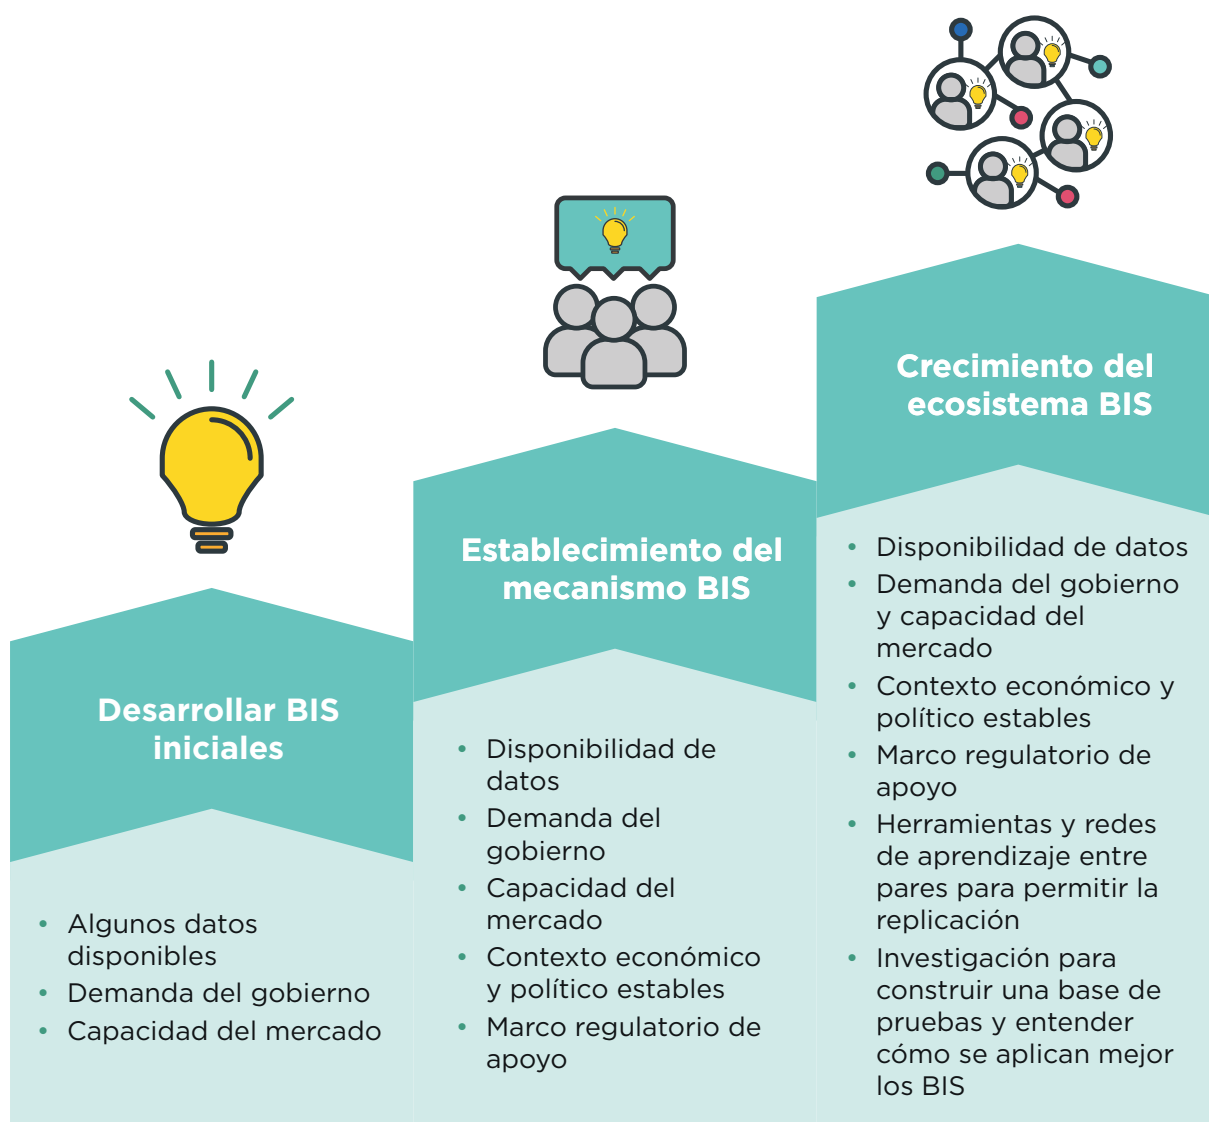 Desarrollar BIS
iniciales
• Algunos datos
disponibles
• Demanda del gobierno
• Capacidad del mercado
Establecimiento del
mecanismo BIS
• Disponibilidad de
datos
• Demanda del
gobierno
• Capacidad del
mercado
• Contexto económico
y político estables
• Marco regulatorio de
apoyo
Crecimiento del
ecosistema BIS
• Disponibilidad de datos
• Demanda del gobierno
y capacidad del
mercado
• Contexto económico y
político estables
• Marco regulatorio de
apoyo
• Herramientas y redes
de aprendizaje entre
pares para permitir la
replicación
• Investigación para
construir una base de
pruebas y entender
cómo se aplican mejor
los BIS